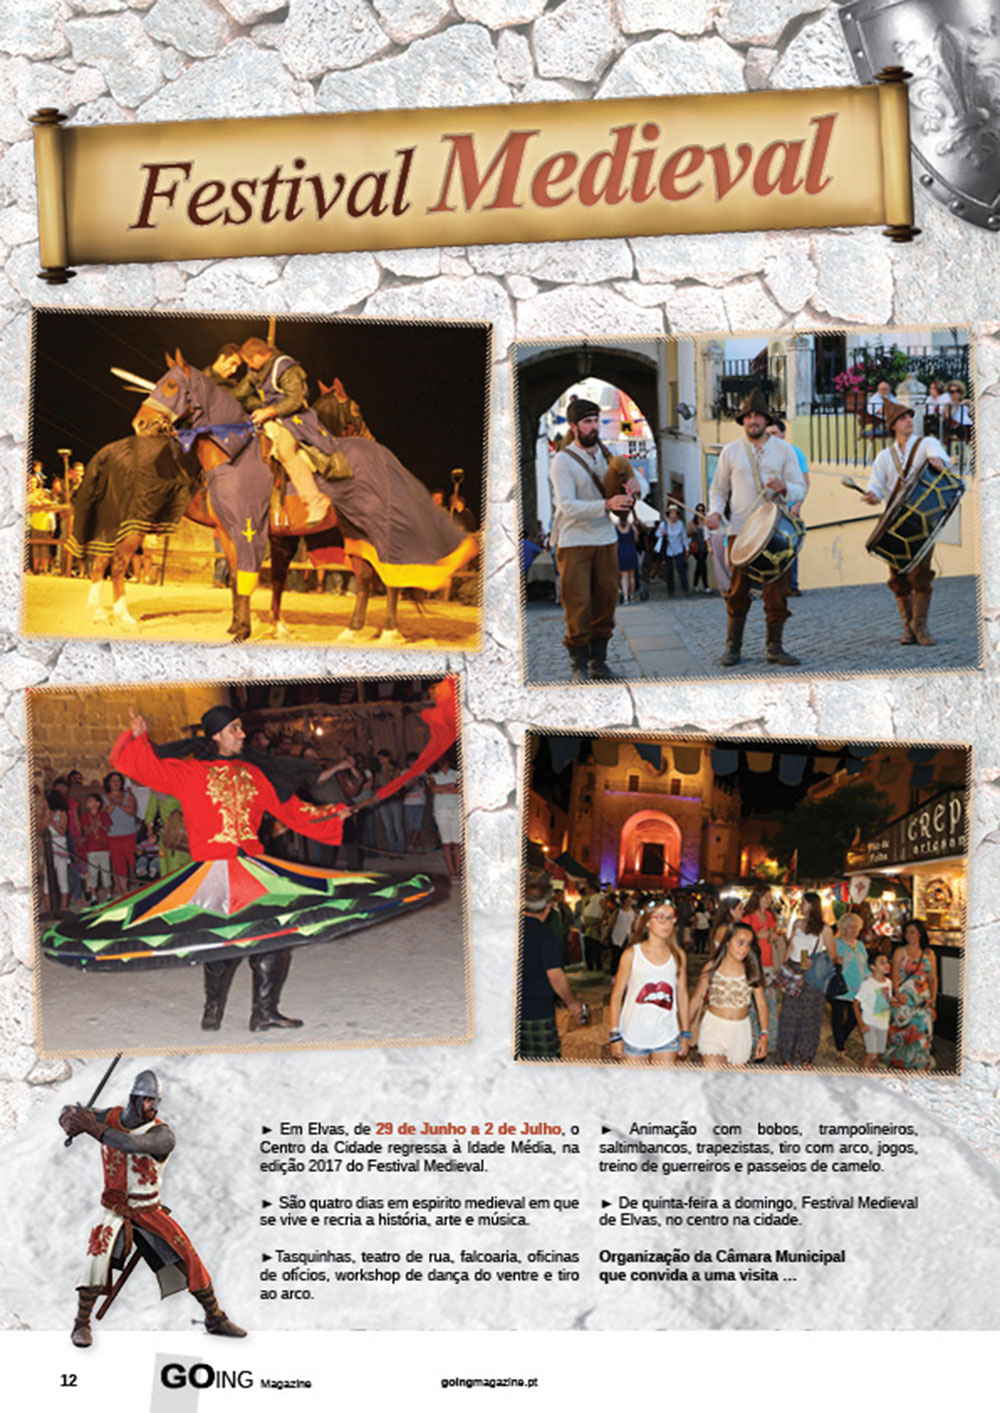 Festival Medieval
CREP
artesan
► Em Elvas, de 29 de Junho a 2 de Julho, o
Centro da Cidade regressa à Idade Média, na
edição 2017 do Festival Medieval.
► São quatro dias em espirito medieval em que
se vive e recria a história, arte e música.
►Tasquinhas, teatro de rua, falcoaria, oficinas
de ofícios, workshop de dança do ventre e tiro
ao arco.
► Animação com bobos, trampolineiros,
saltimbancos, trapezistas, tiro com arco, jogos,
treino de guerreiros e passeios de camelo.
► De quinta-feira a domingo, Festival Medieval
de Elvas, no centro na cidade.
Organização da Câmara Municipal
que convida a uma visita ...
12
GOING Magazine
goingmagazine.pt